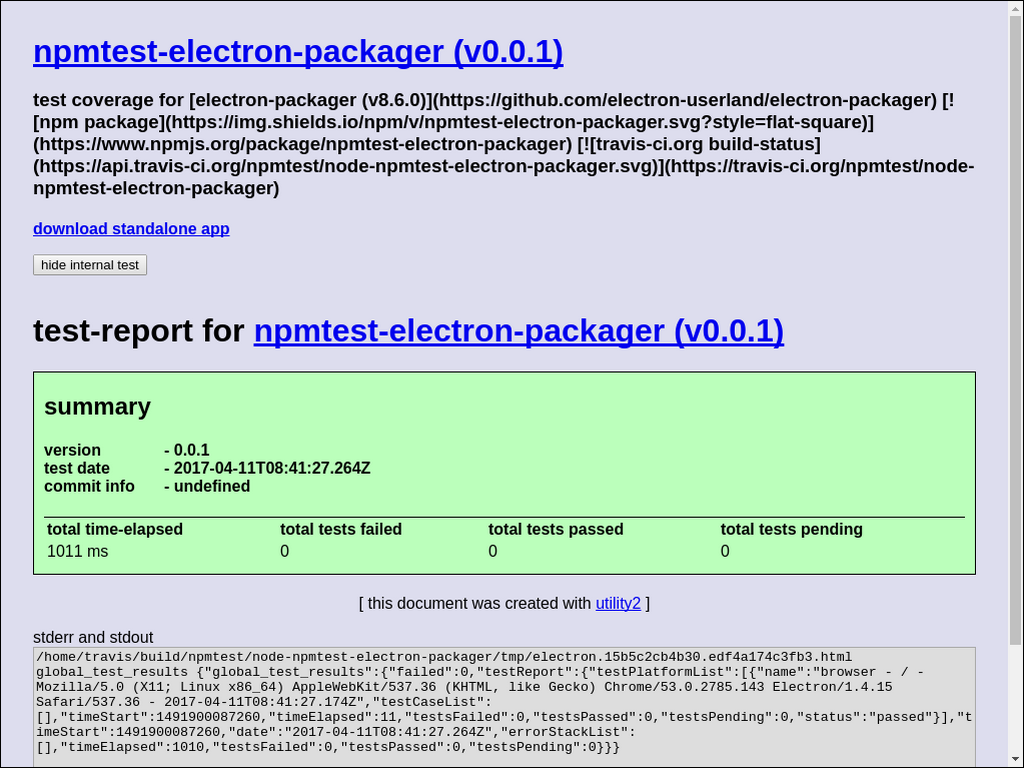 npmtest-electron-packager (v0.0.1)
test coverage for [electron-packager (v8.6.0)](https://github.com/electron-userland/electron-packager) [!
[npm package](https://img.shields.io/npm/v/npmtest-electron-packager.svg?style=flat-square)]
(https://www.npmjs.org/package/npmtest-electron-packager) [![travis-ci.org build-status]
(https://api.travis-ci.org/npmtest/node-npmtest-electron-packager.svg)](https://travis-ci.org/npmtest/node-
npmtest-electron-packager)
download standalone app
hide internal test
test-report for npmtest-electron-packager (v0.0.1)
summary
version - 0.0.1
test date - 2017-04-11T08:41:27.264Z
commit info - undefined
total time-elapsed total tests failed total tests passed total tests pending
1011 ms 0 0 0
[ this document was created with utility2 ]
stderr and stdout
/home/travis/build/npmtest/node-npmtest-electron-packager/tmp/electron.15b5c2cb4b30.edf4a174c3fb3.html
global_test_results {"global_test_results":{"failed":0,"testReport":{"testPlatformList":[{"name":"browser - / -
Mozilla/5.0 (X11; Linux x86_64) AppleWebKit/537.36 (KHTML, like Gecko) Chrome/53.0.2785.143 Electron/1.4.15
Safari/537.36 - 2017-04-11T08:41:27.174Z","testCaseList":
[],"timeStart":1491900087260,"timeElapsed":11,"testsFailed":0,"testsPassed":0,"testsPending":0,"status":"passed"}],"t
imeStart":1491900087260,"date":"2017-04-11T08:41:27.264Z","errorStackList":
[],"timeElapsed":1010,"testsFailed":0,"testsPassed":0,"testsPending":0}}}